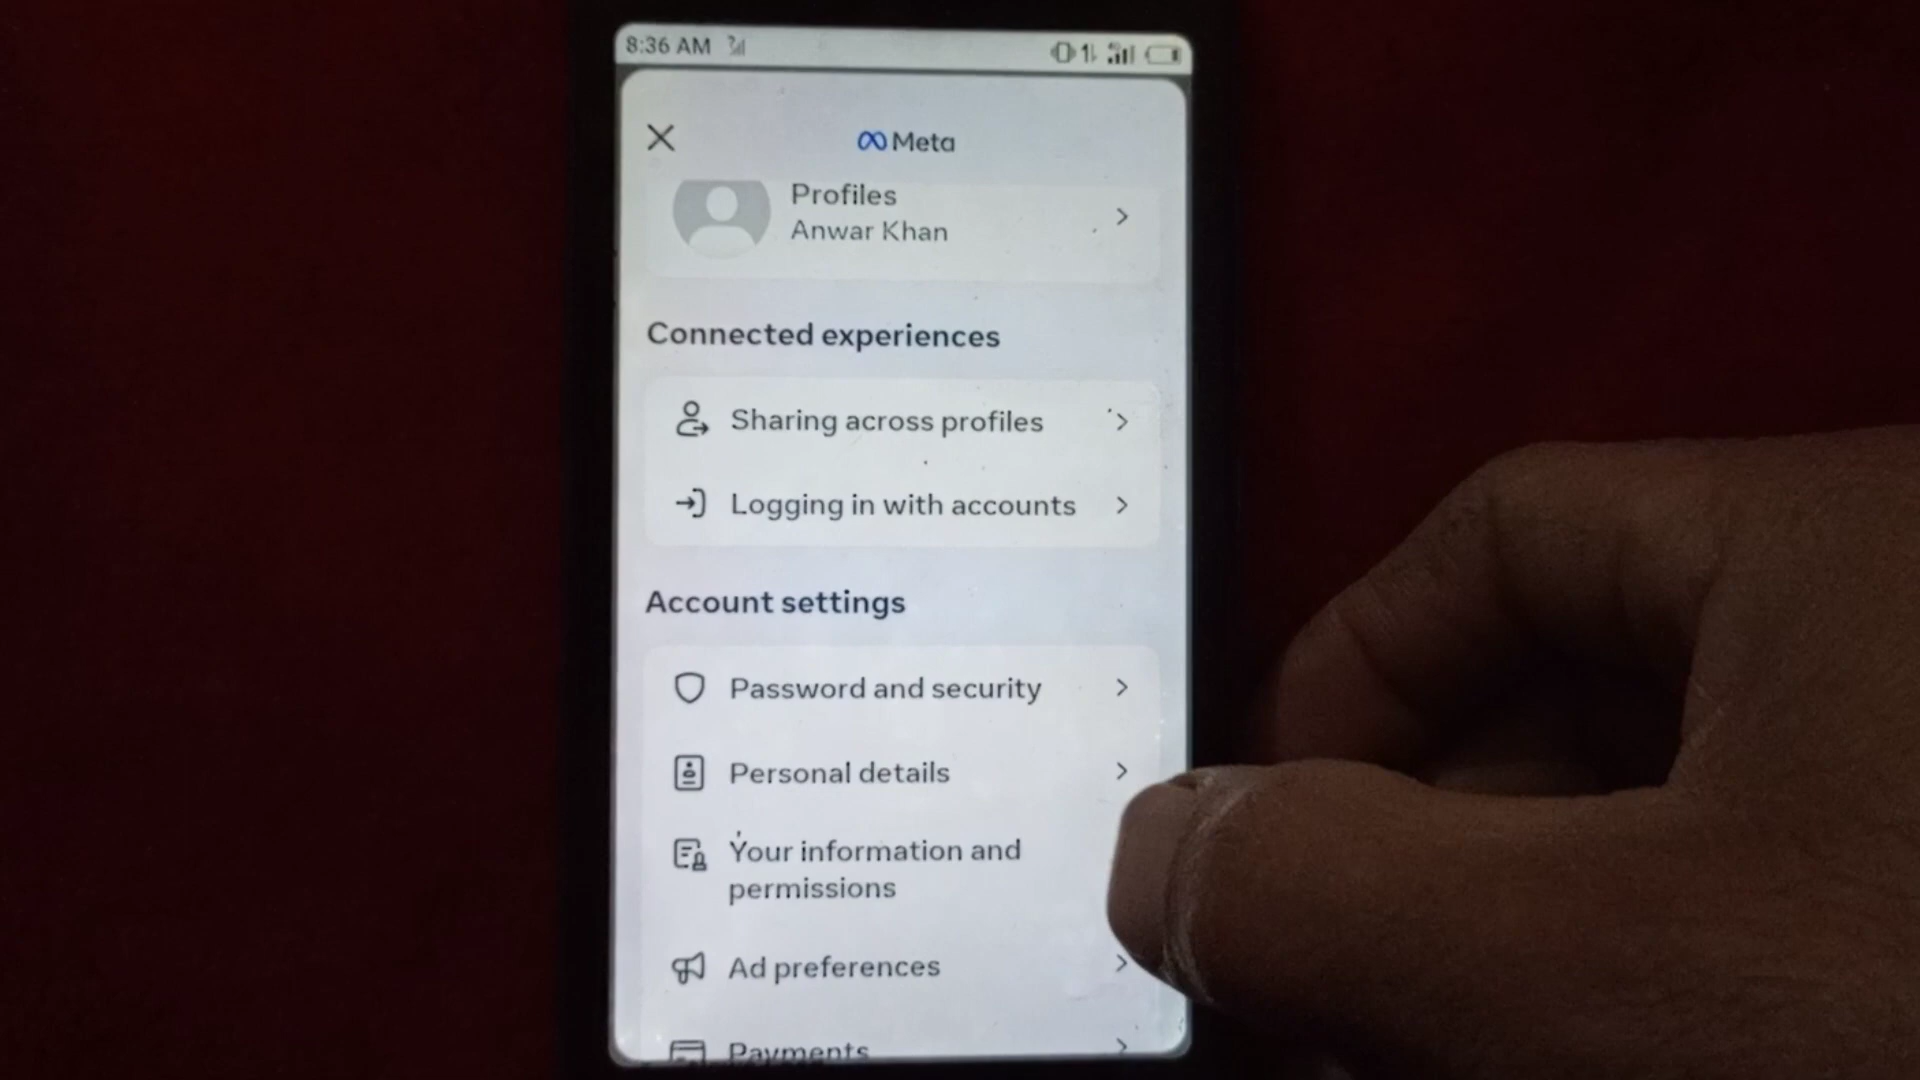 8:36 AM
Meta
Profiles
Anwar Khan
Connected experiences
Sharing across profiles
Logging in with accounts
Account settings
Password and security
Personal details
Your information and
permissions
Ad preferences
Payments